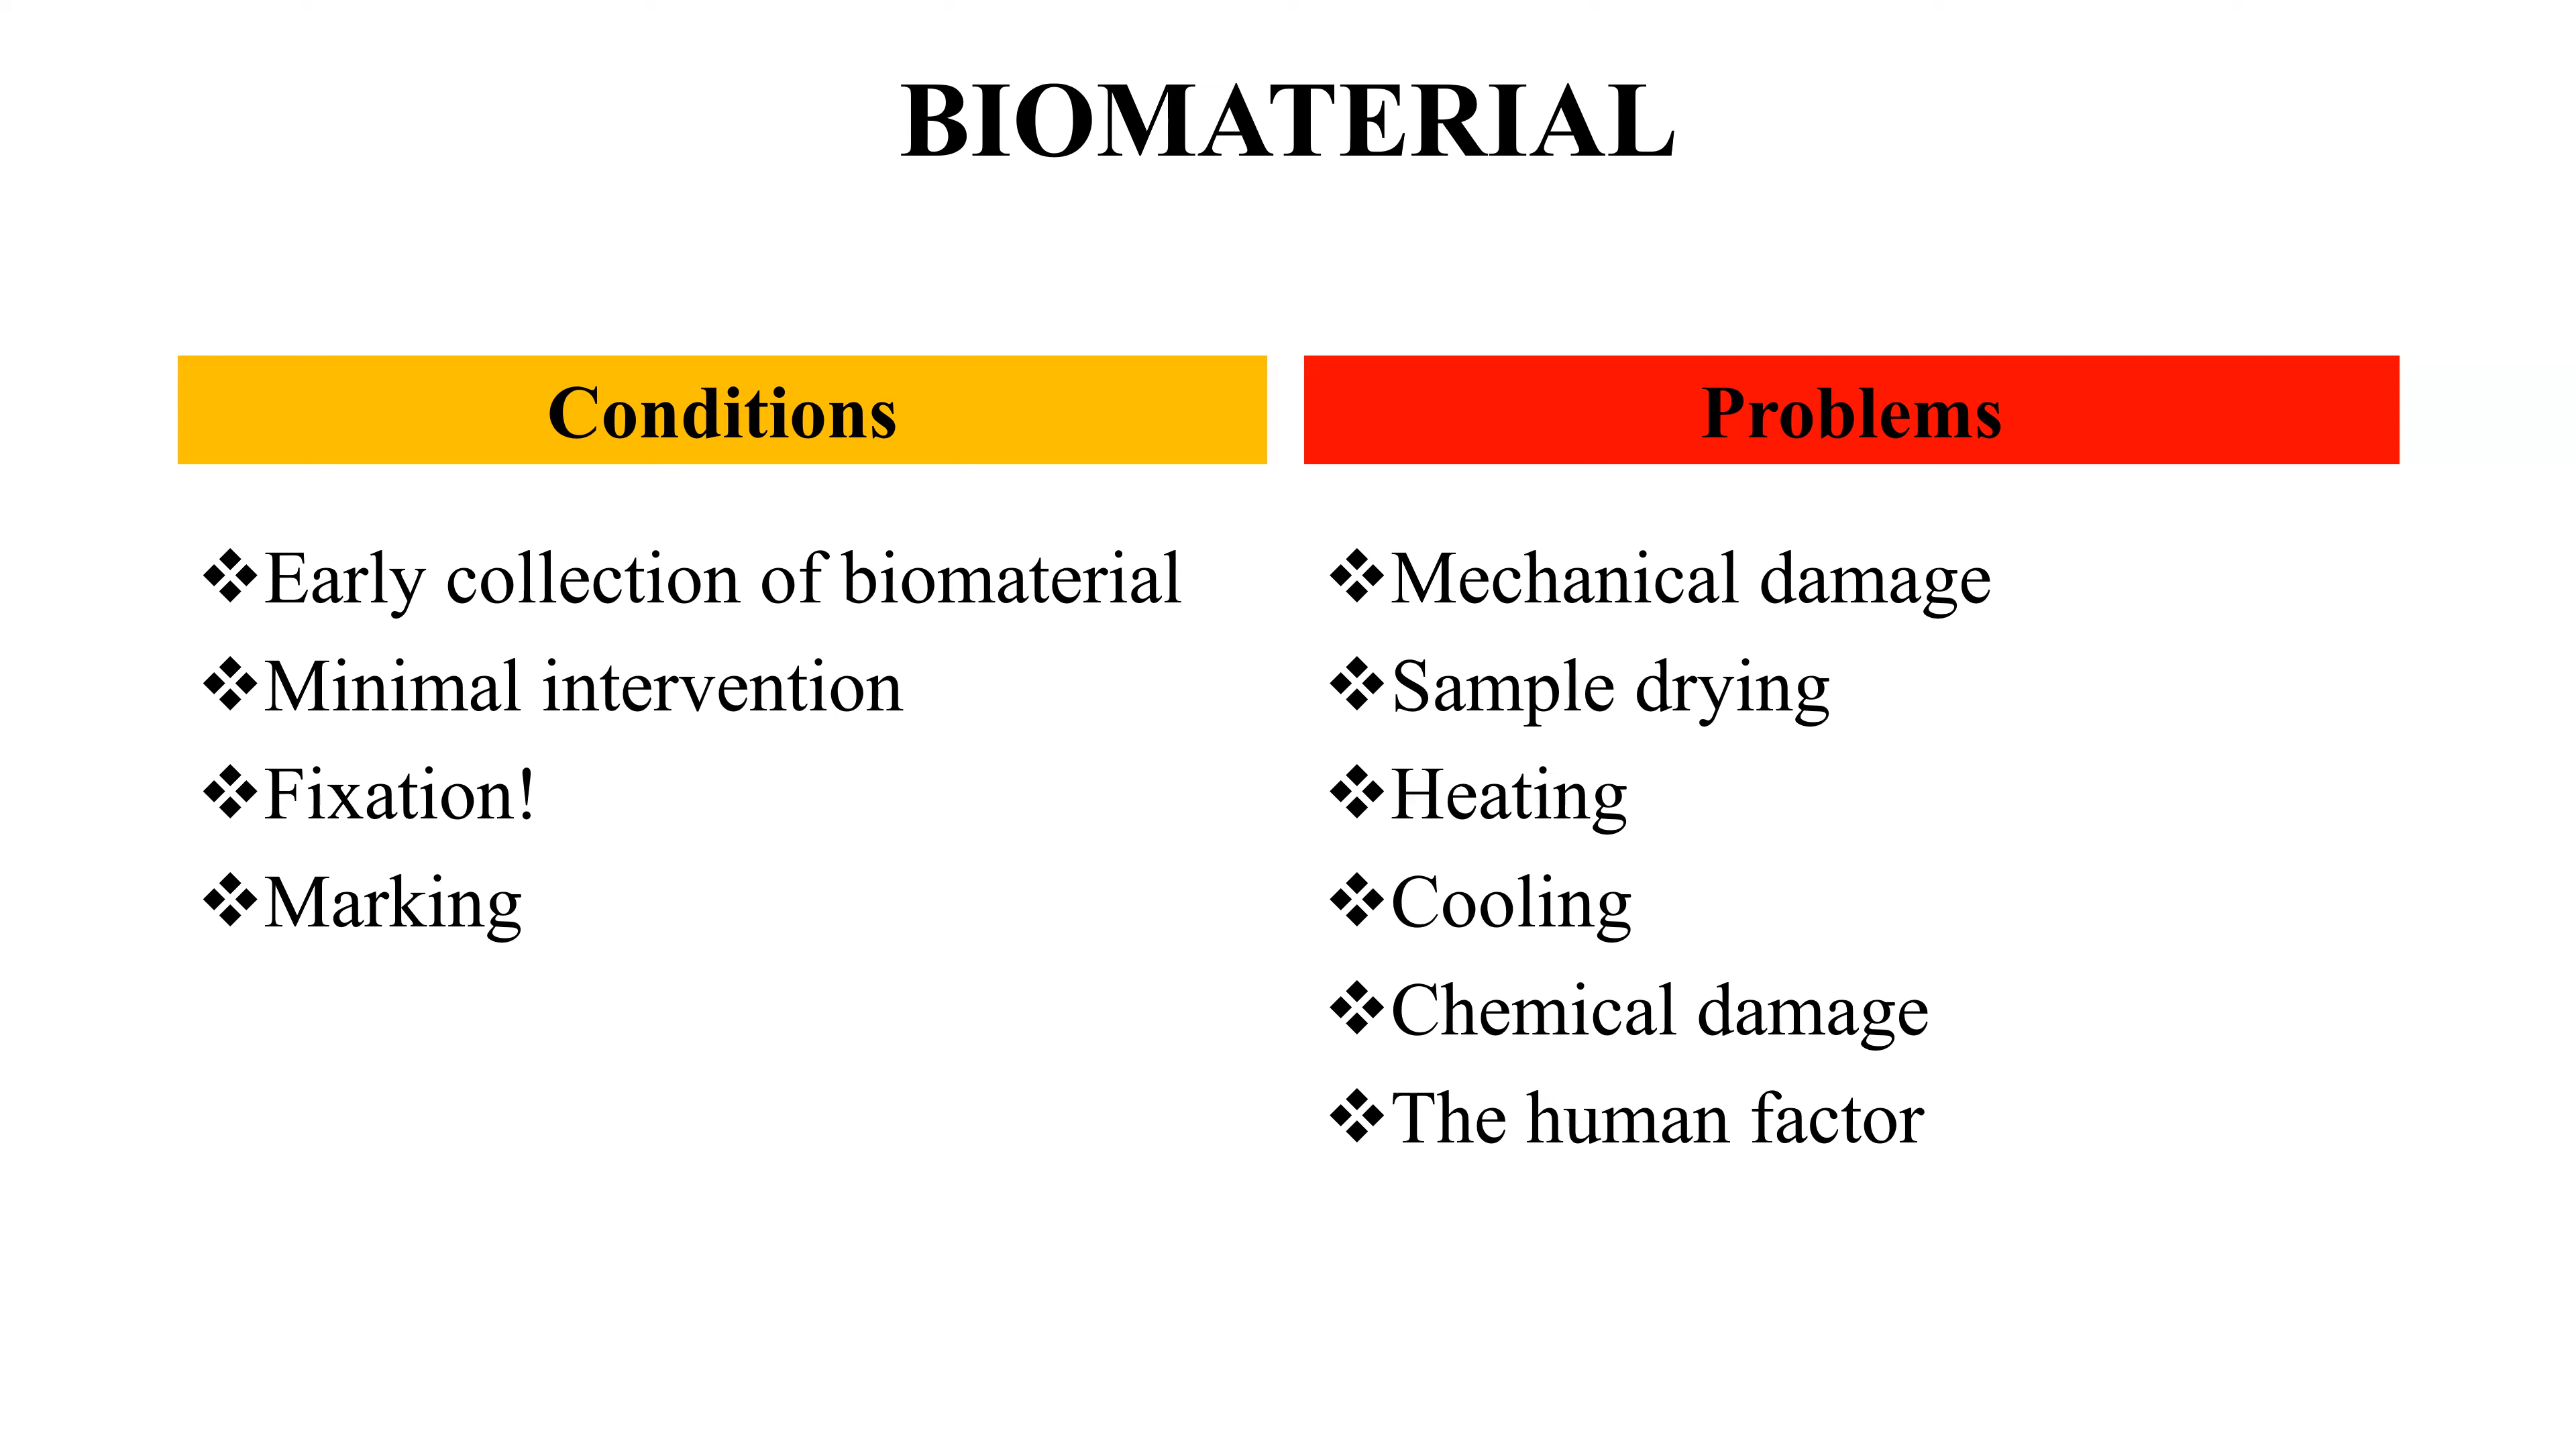 BIOMATERIAL
Conditions
❖Early collection of biomaterial
❖Minimal intervention
❖Fixation!
❖Marking
Problems
❖Mechanical damage
❖Sample drying
❖Heating
❖Cooling
❖Chemical damage
❖The human factor